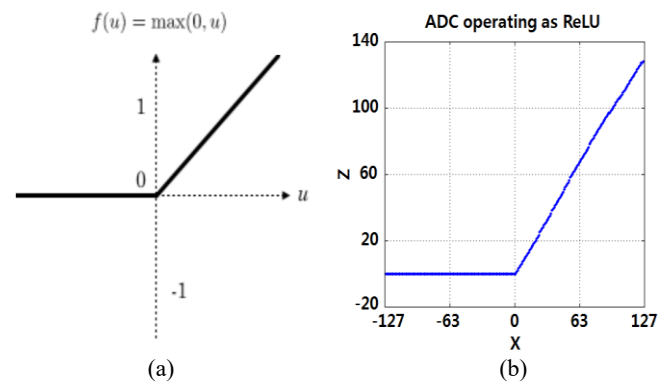 f(u) = max(0, u)
1
0
u
-1
(a)
ADC operating as ReLU
140
100
60
20
-20
Z
-127 -63 0 63 127
X
(b)